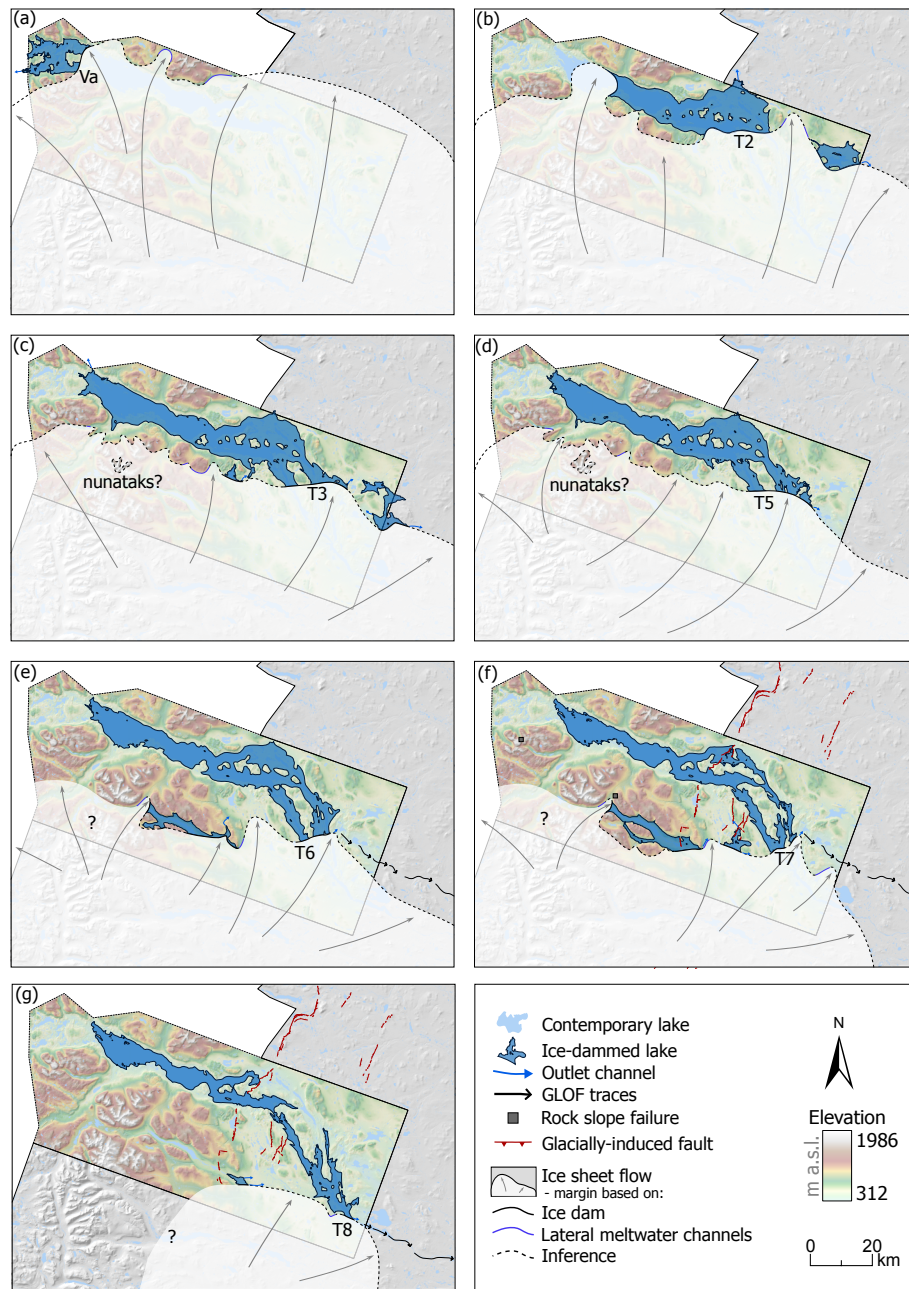 (a)
Va
(b)
T2
(c)
nunataks?
T3
(d)
nunataks?
T5
(e)
?
T6
(f)
?
T7
(g)
?
T8
Contemporary lake
Ice-dammed lake
Outlet channel
GLOF traces
Rock slope failure
Glacially-induced fault
Ice sheet flow
- margin based on:
Ice dam
Lateral meltwater channels
Inference
N
Elevation
m a.s.l.
1986
312
0 20
km